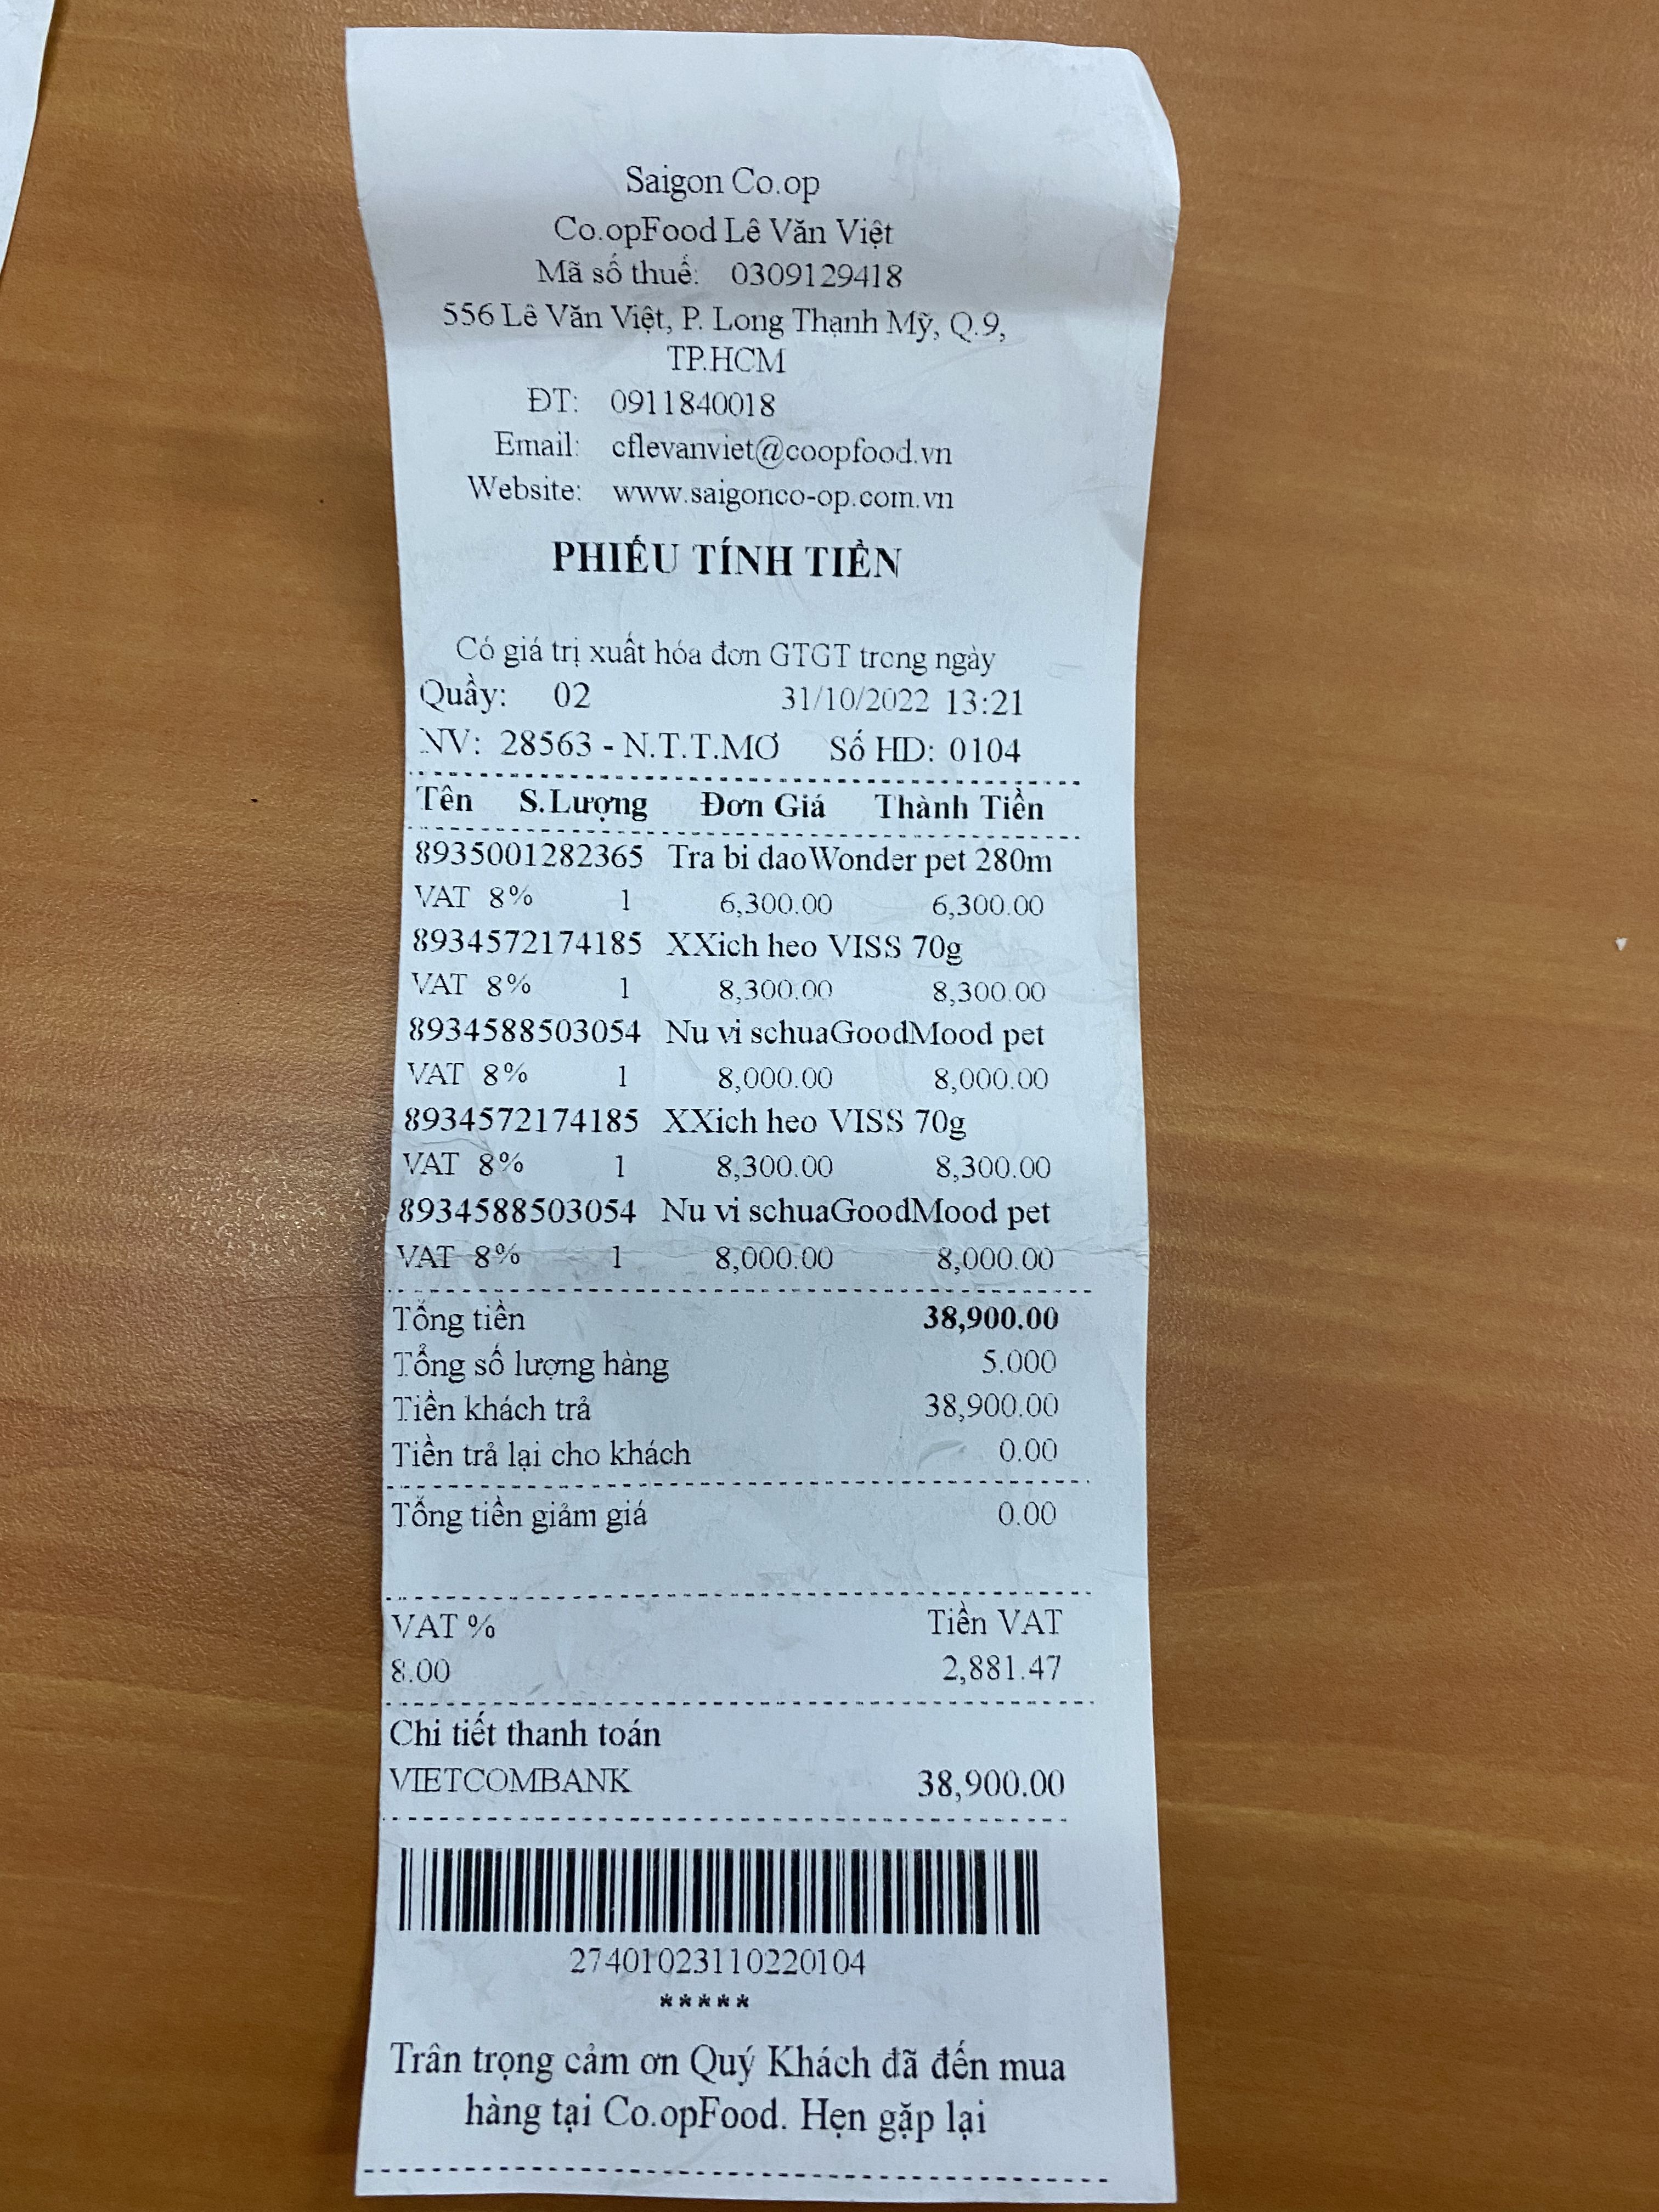 Saigon Co.op
Co.opFood Lê Văn Việt
Mã số thuế: 0309129418
556 Lê Văn Việt, P. Long Thạnh Mỹ, Q.9,
TP.HCM
ĐT: 0911840018
Email: cflevanviet@coopfood.vn
Website: www.saigonco-op.com.vn
PHIẾU TÍNH TIỀN
Có giá trị xuất hóa đơn GTGT trong ngày
Quầy: 02 31/10/2022 13:21
NV: 28563 - N.T.T.MƠ Số HD: 0104
Tên S.Lượng Đơn Giá Thành Tiền
8935001282365 Tra bi daoWonder pet 280m
VAT 8% 1 6,300.00 6,300.00
8934572174185 XXich heo VISS 70g
VAT 8% 1 8,300.00 8,300.00
8934588503054 Nu vi schuaGoodMood pet
VAT 8% 1 8,000.00 8,000.00
8934572174185 XXich heo VISS 70g
VAT 8% 1 8,300.00 8,300.00
8934588503054 Nu vi schuaGoodMood pet
VAT 8% 1 8,000.00 8,000.00
Tổng tiền 38,900.00
Tổng số lượng hàng 5.000
Tiền khách trả 38,900.00
Tiền trả lại cho khách 0.00
Tổng tiền giảm giá 0.00
VAT % Tiền VAT
8.00 2,881.47
Chi tiết thanh toán
VIETCOMBANK 38,900.00
27401023110220104
*****
Trân trọng cảm ơn Quý Khách đã đến mua
hàng tại Co.opFood. Hẹn gặp lại